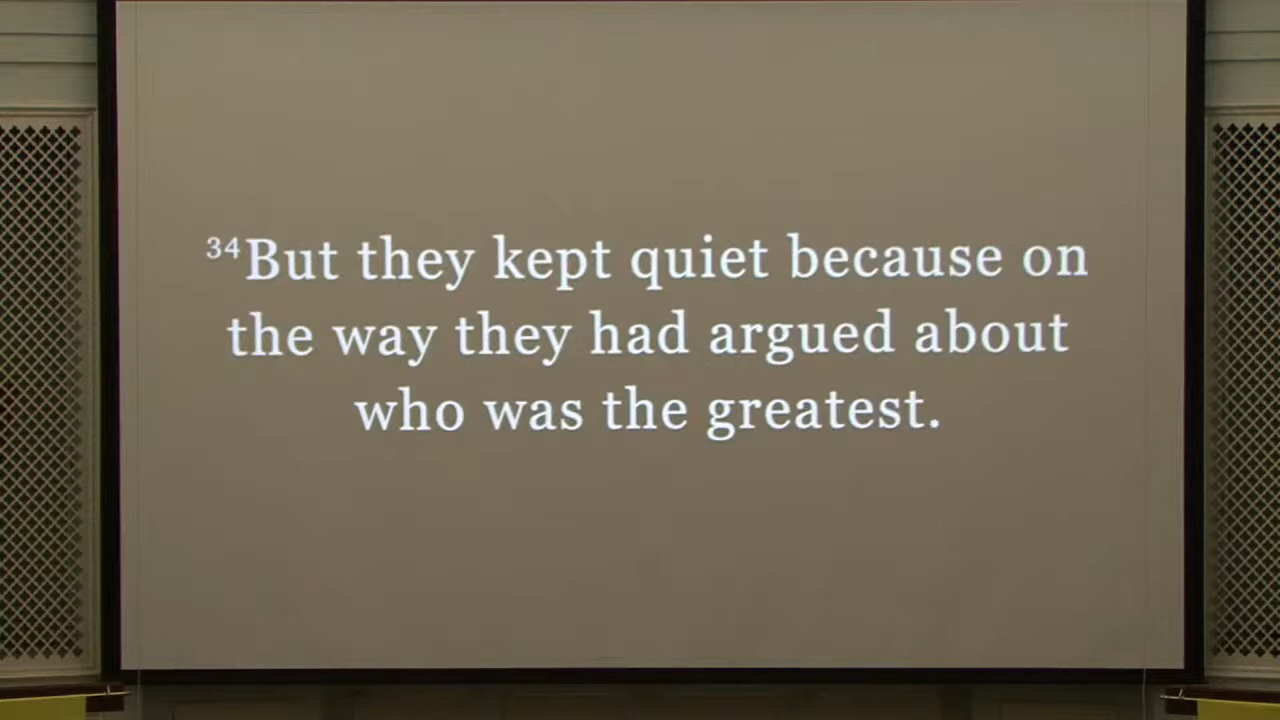 ³⁴But they kept quiet because on
the way they had argued about
who was the greatest.